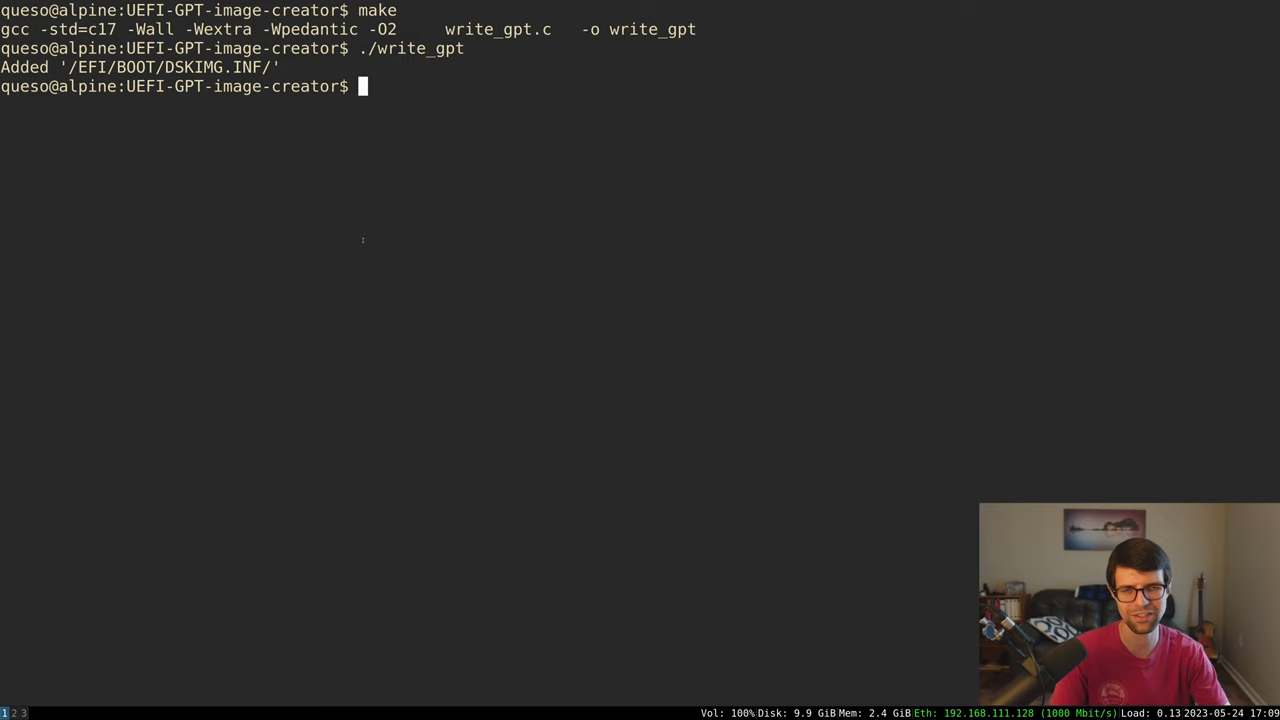 queso@alpine:UEFI-GPT-image-creator$ make
gcc -std=c17 -Wall -Wextra -Wpedantic -O2     write_gpt.c   -o write_gpt
queso@alpine:UEFI-GPT-image-creator$ ./write_gpt
Added '/EFI/BOOT/DSKIMG.INF/'
queso@alpine:UEFI-GPT-image-creator$
1 2 3 Vol: 100% Disk: 9.9 GiB Mem: 2.4 GiB Eth: 192.168.111.128 (1000 Mbit/s) Load: 0.13 2023-05-24 17:09